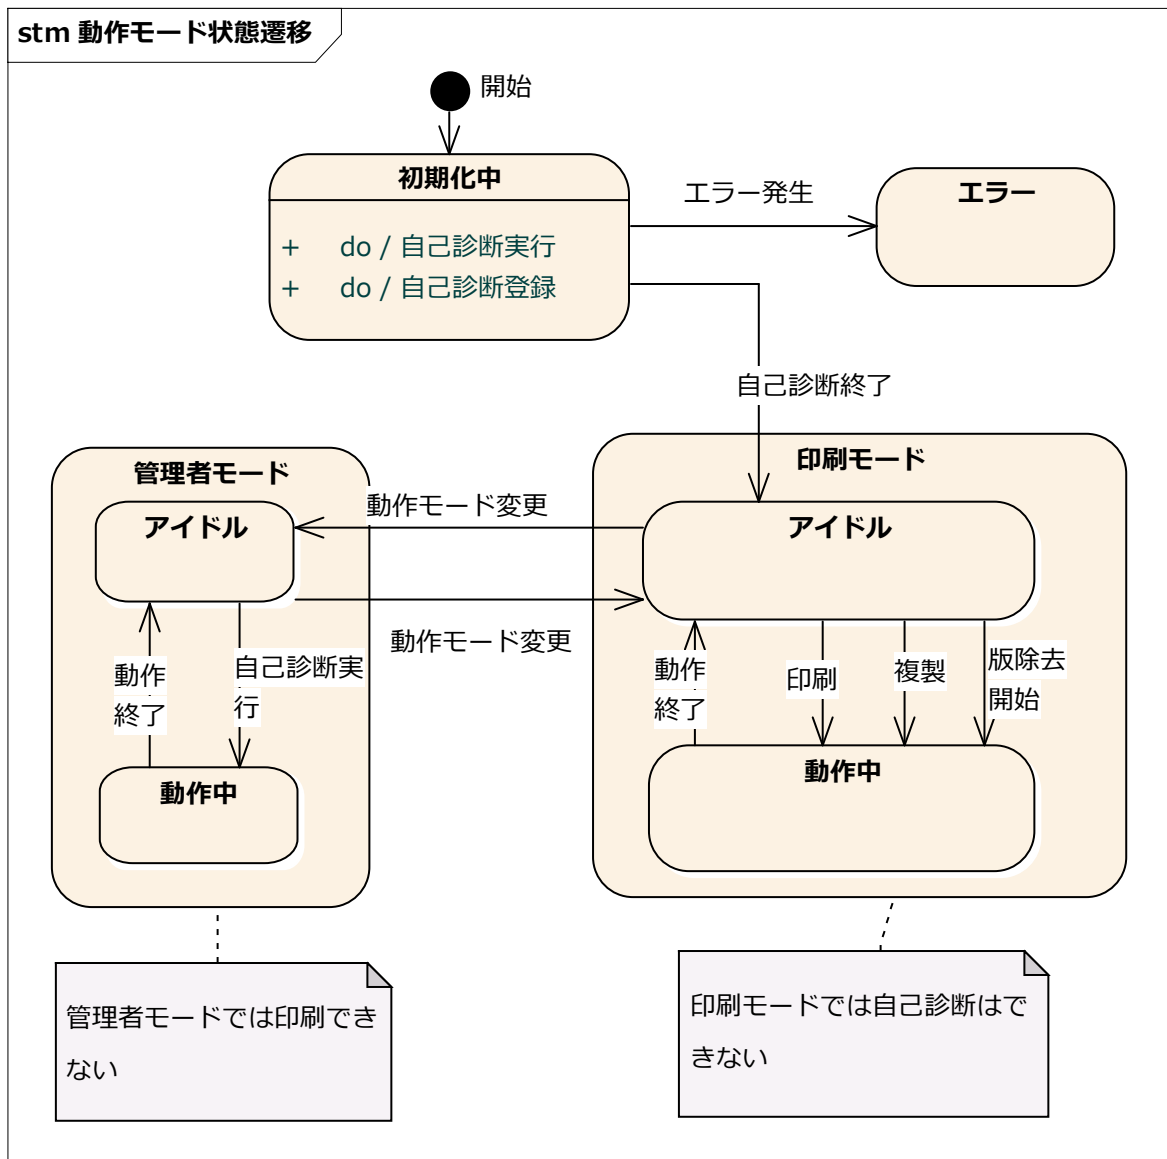 stm 動作モード状態遷移
開始
初期化中
+ do / 自己診断実行
+ do / 自己診断登録
エラー発生
エラー
自己診断終了
管理者モード
アイドル
動作モード変更
印刷モード
アイドル
動作モード変更
動作
終了
自己診断実
行
動作中
動作
終了
印刷
複製
版除去
開始
動作中
管理者モードでは印刷でき
ない
印刷モードでは自己診断はで
きない